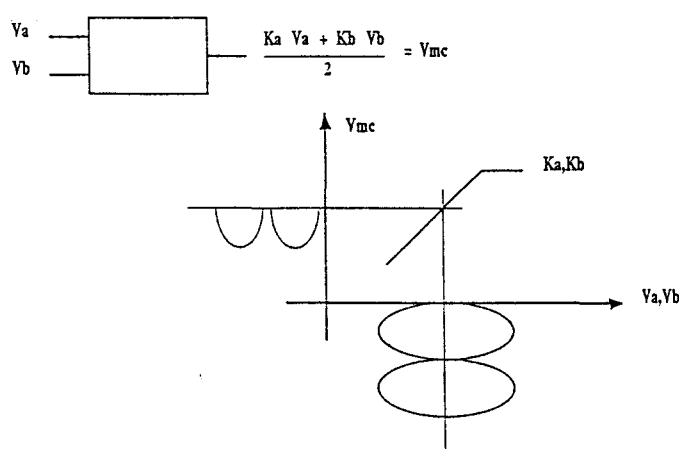 Va
Vb
Ka Va + Kb Vb
2
= Vmc
Vmc
Ka,Kb
Va,Vb